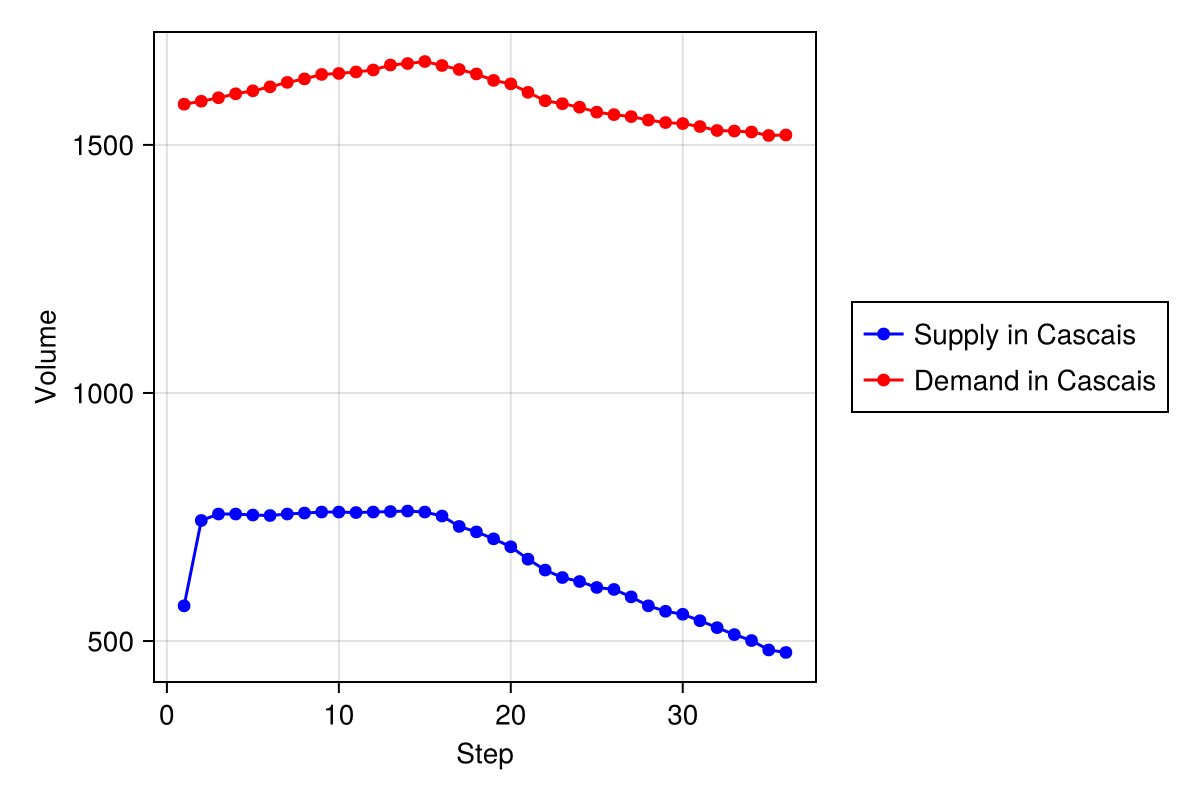 1500
1000
500
Volume
0 10 20 30
Step
Supply in Cascais
Demand in Cascais